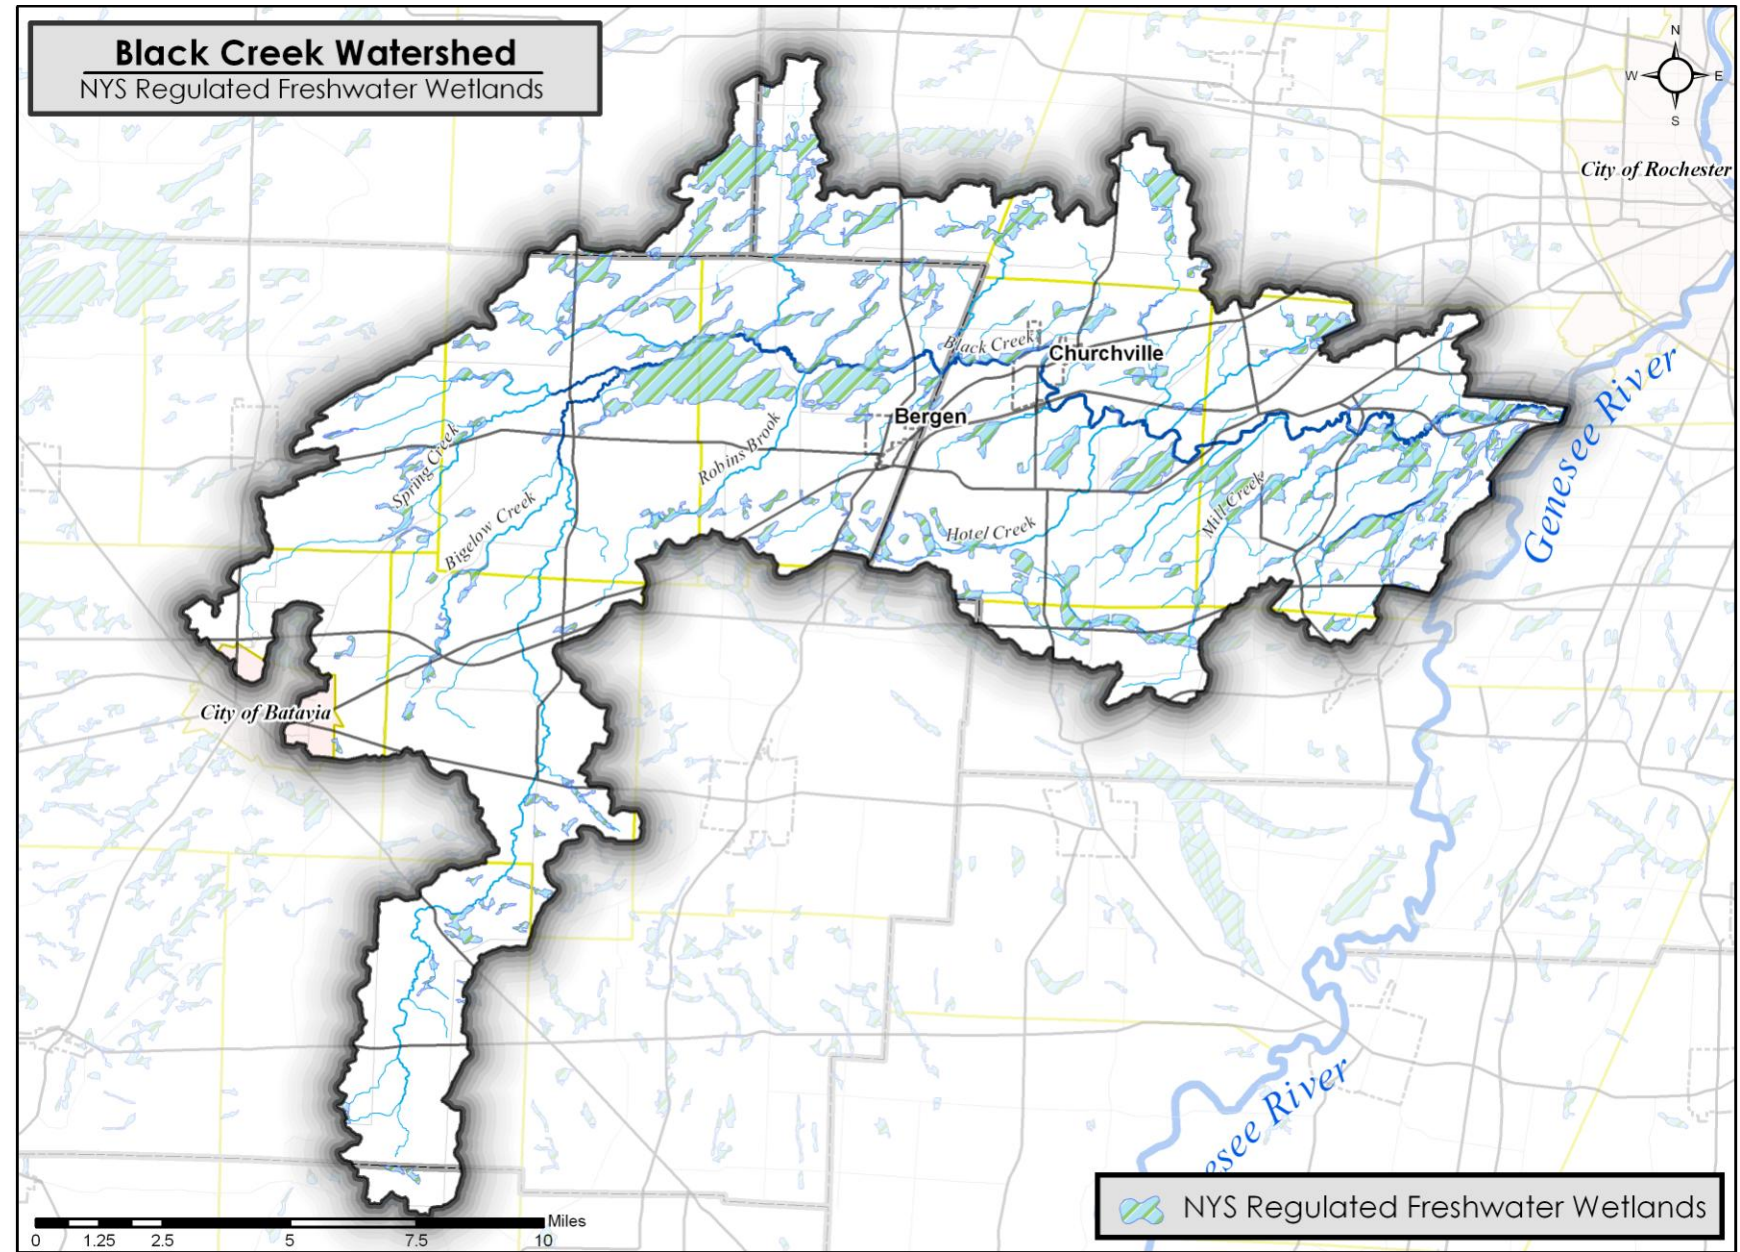 Black Creek Watershed
NYS Regulated Freshwater Wetlands
N
W E
S
City of Rochester
Black Creek
Churchville
Bergen
Genesee River
Spring Creek
Robins Brook
Bigelow Creek
Mill Creek
Hotel Creek
City of Batavia
esee River
NYS Regulated Freshwater Wetlands
Miles
0 1.25 2.5 5 7.5 10